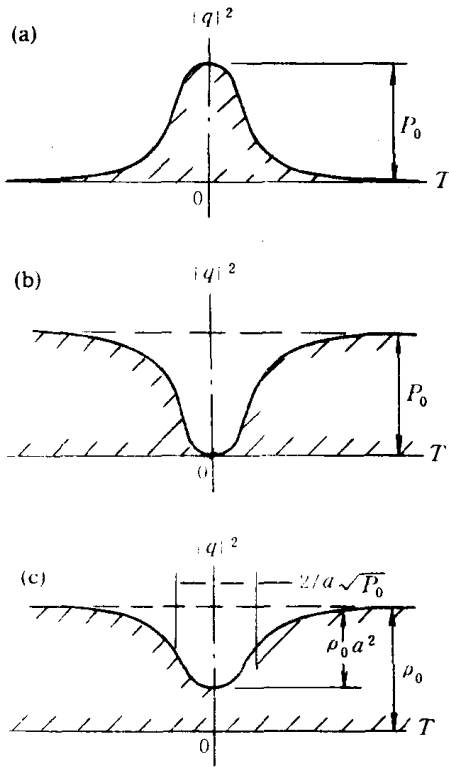 (a)
|q|²
P₀
0
T
(b)
|q|²
P₀
0
T
(c)
|q|²
2/a √P₀
ρ₀a²
ρ₀
0
T